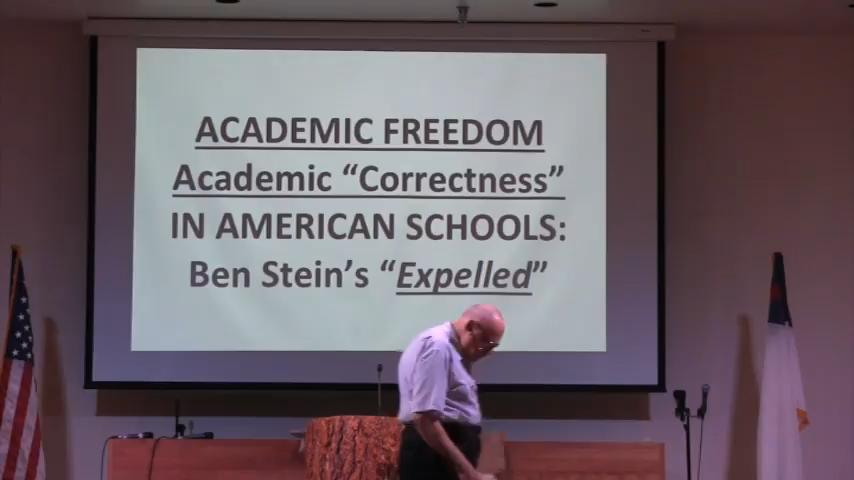 ACADEMIC FREEDOM
Academic “Correctness”
IN AMERICAN SCHOOLS:
Ben Stein’s “Expelled”